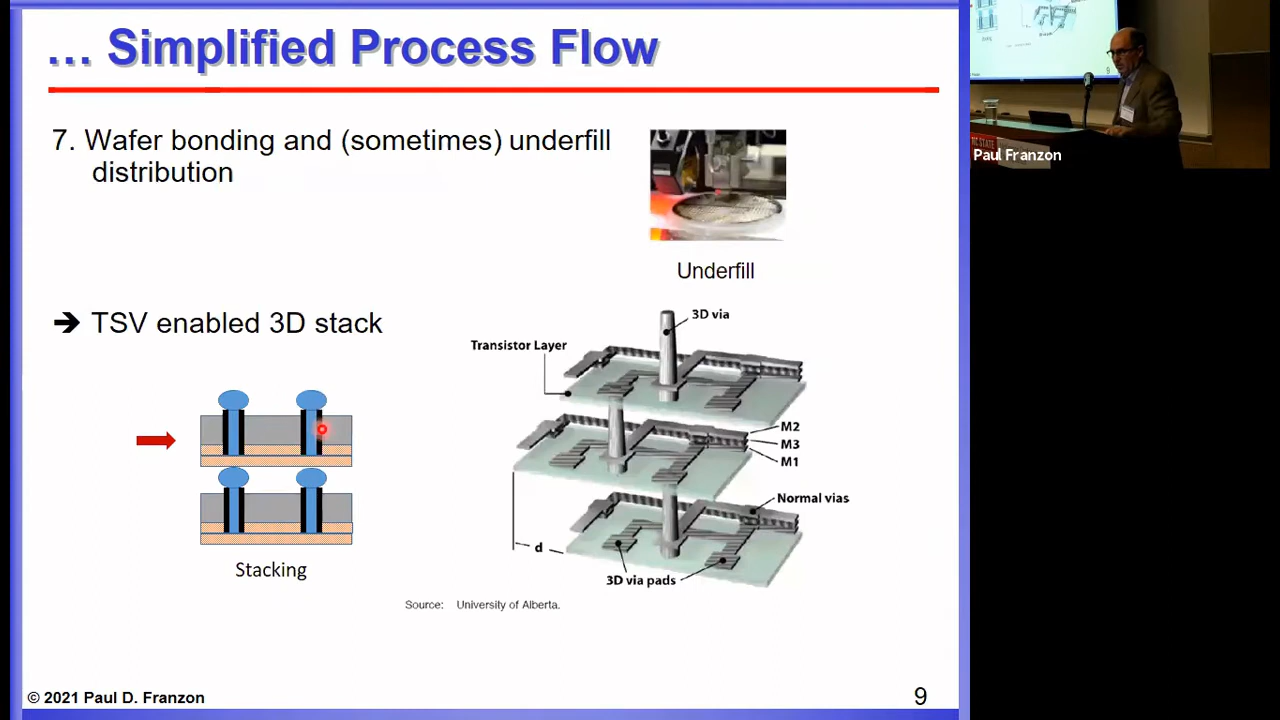 ... Simplified Process Flow
7. Wafer bonding and (sometimes) underfill
distribution
Underfill
➔ TSV enabled 3D stack
3D via
Transistor Layer
M2
M3
M1
Normal vias
d
3D via pads
Stacking
Source: University of Alberta.
© 2021 Paul D. Franzon
9
9
Paul Franzon